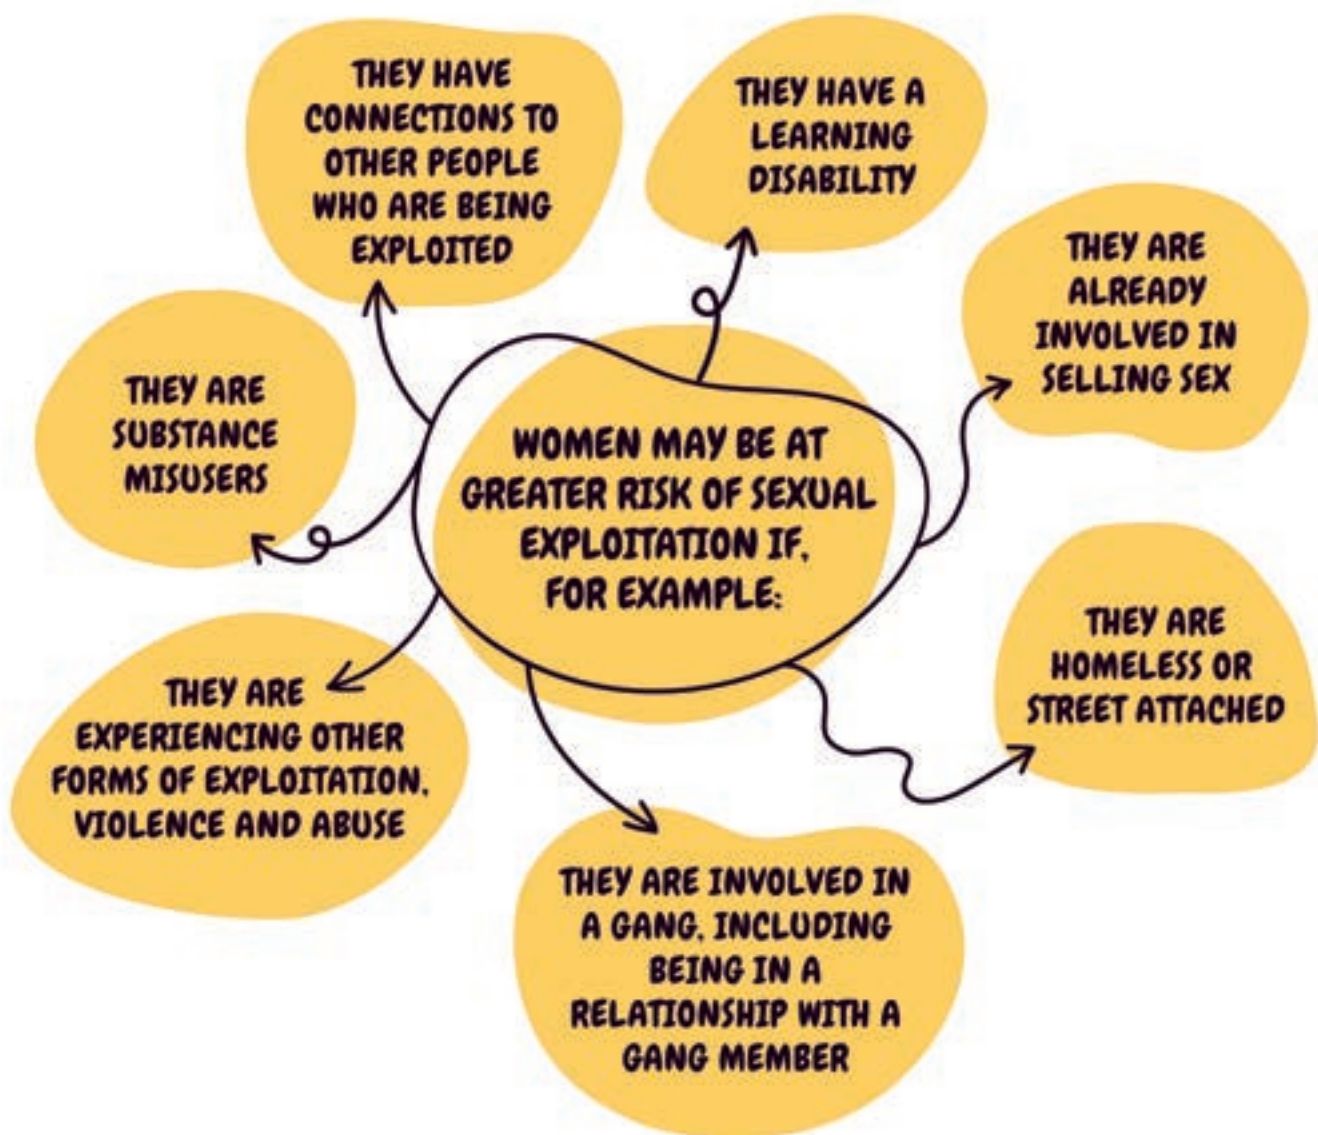 WOMEN MAY BE AT
GREATER RISK OF SEXUAL
EXPLOITATION IF,
FOR EXAMPLE:
THEY HAVE
CONNECTIONS TO
OTHER PEOPLE
WHO ARE BEING
EXPLOITED
THEY HAVE A
LEARNING
DISABILITY
THEY ARE
ALREADY
INVOLVED IN
SELLING SEX
THEY ARE
HOMELESS OR
STREET ATTACHED
THEY ARE INVOLVED IN
A GANG, INCLUDING
BEING IN A
RELATIONSHIP WITH A
GANG MEMBER
THEY ARE
EXPERIENCING OTHER
FORMS OF EXPLOITATION,
VIOLENCE AND ABUSE
THEY ARE
SUBSTANCE
MISUSERS